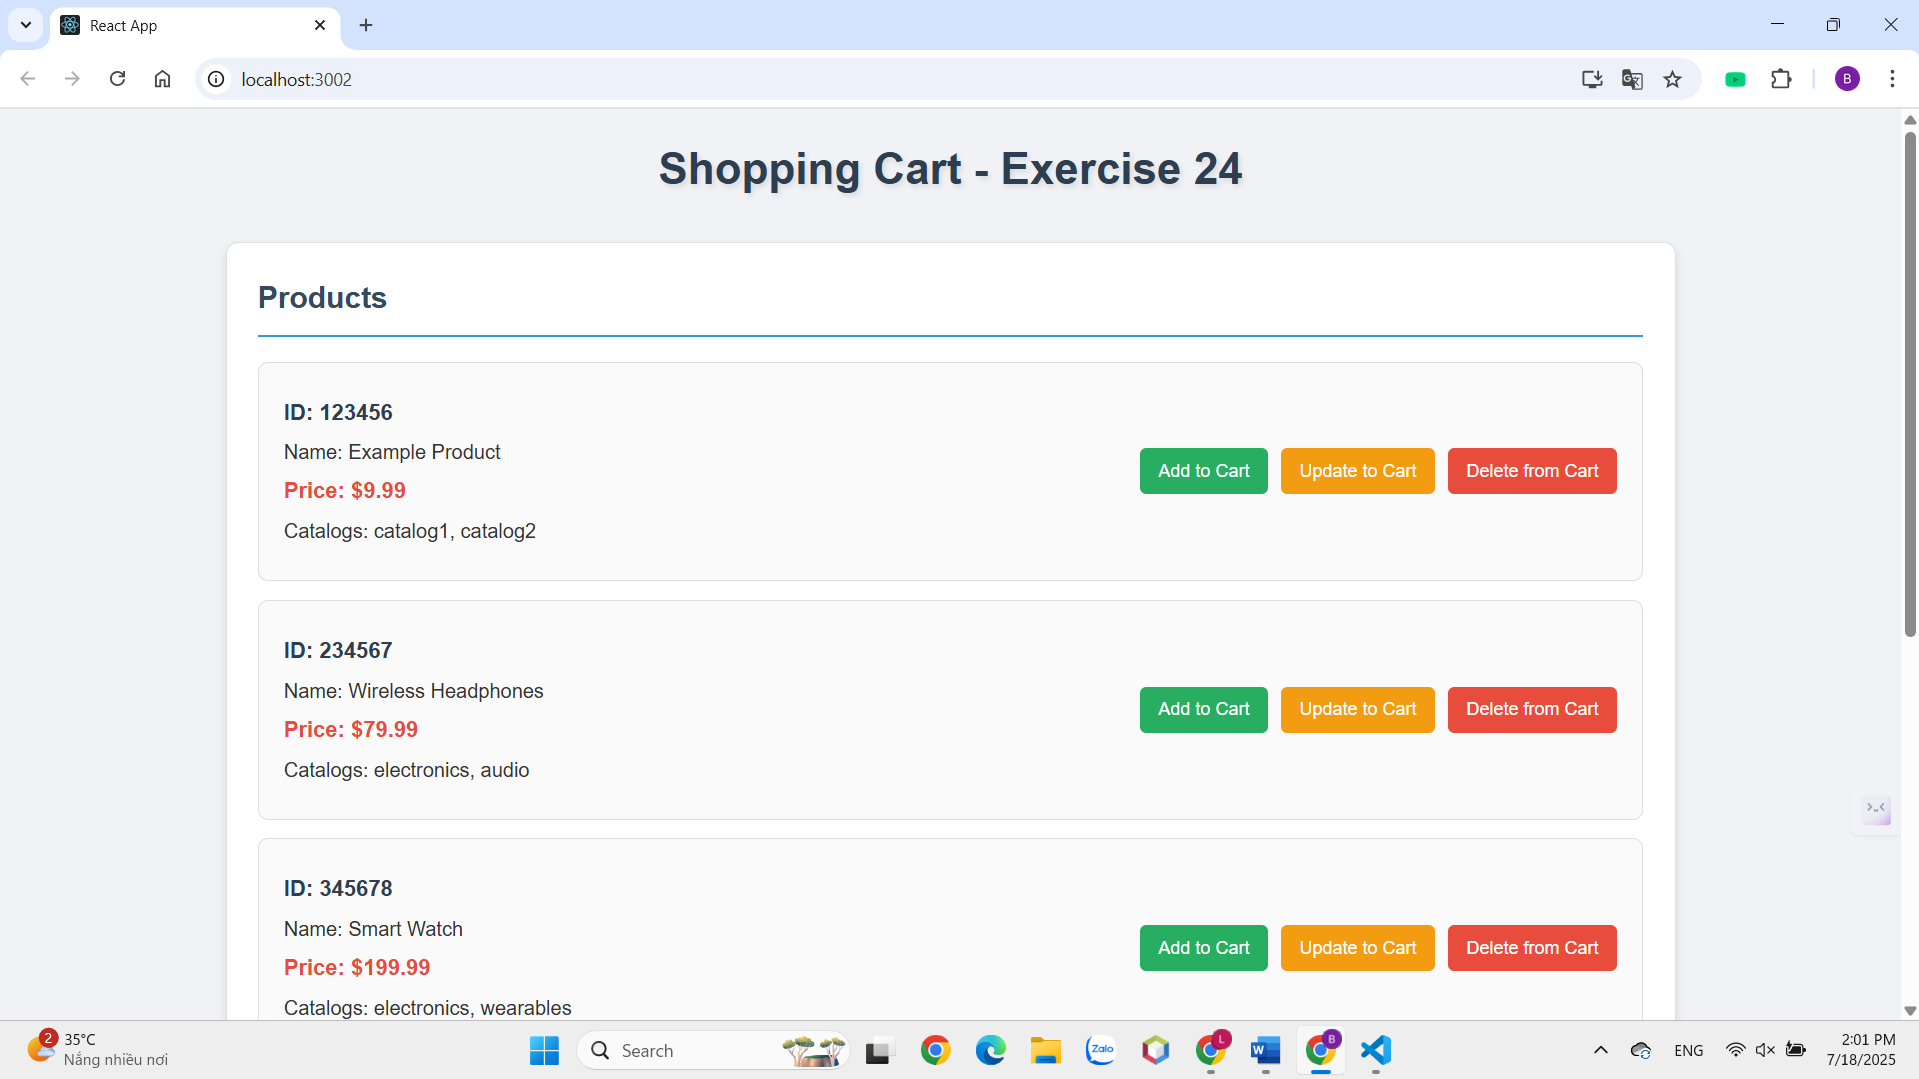 React App
localhost:3002
B
Shopping Cart - Exercise 24
Products
ID: 123456
Name: Example Product
Price: $9.99
Catalogs: catalog1, catalog2
Add to Cart
Update to Cart
Delete from Cart
ID: 234567
Name: Wireless Headphones
Price: $79.99
Catalogs: electronics, audio
Add to Cart
Update to Cart
Delete from Cart
ID: 345678
Name: Smart Watch
Price: $199.99
Catalogs: electronics, wearables
Add to Cart
Update to Cart
Delete from Cart
2
35°C
Nắng nhiều nơi
Search
Zalo
L
W
B
ENG
2:01 PM
7/18/2025